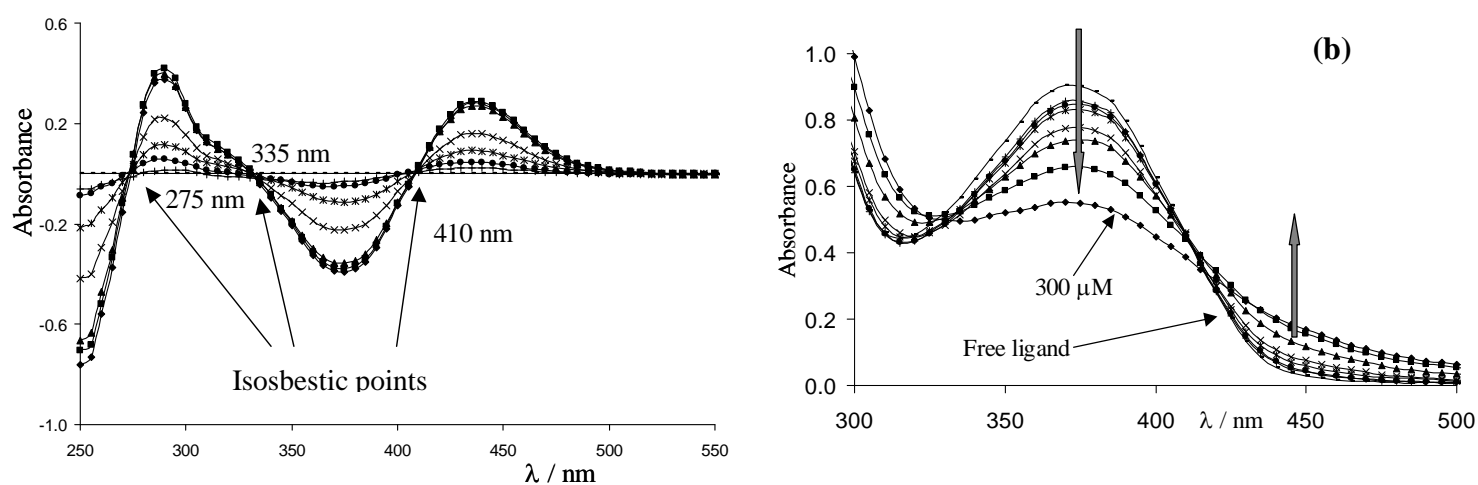 0.6
0.2
-0.2
-0.6
-1.0
Absorbance
335 nm
275 nm
410 nm
Isosbestic points
250 300 350 400 450 500 550
λ / nm
(b)
1.0
0.8
0.6
0.4
0.2
0.0
Absorbance
300 μM
Free ligand
300 350 400 λ / nm 450 500